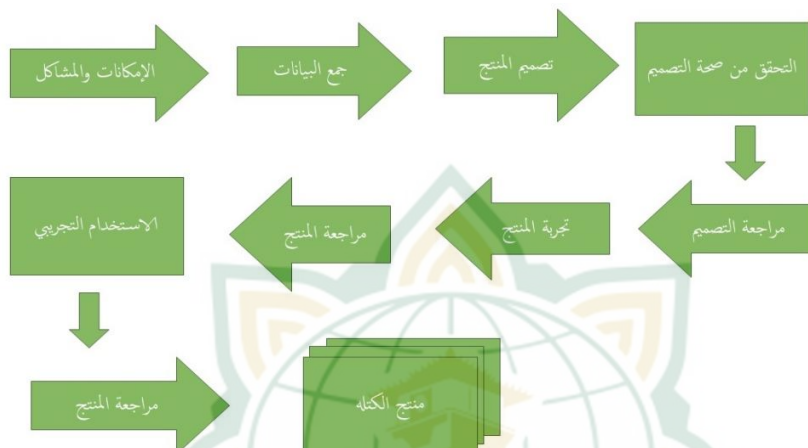 الإمكانات والمشاكل
جمع البيانات
تصميم المنتج
التحقق من صحة التصميم
مراجعة التصميم
تجربة المنتج
مراجعة المنتج
الاستخدام التجريبي
مراجعة المنتج
منتج الكتله